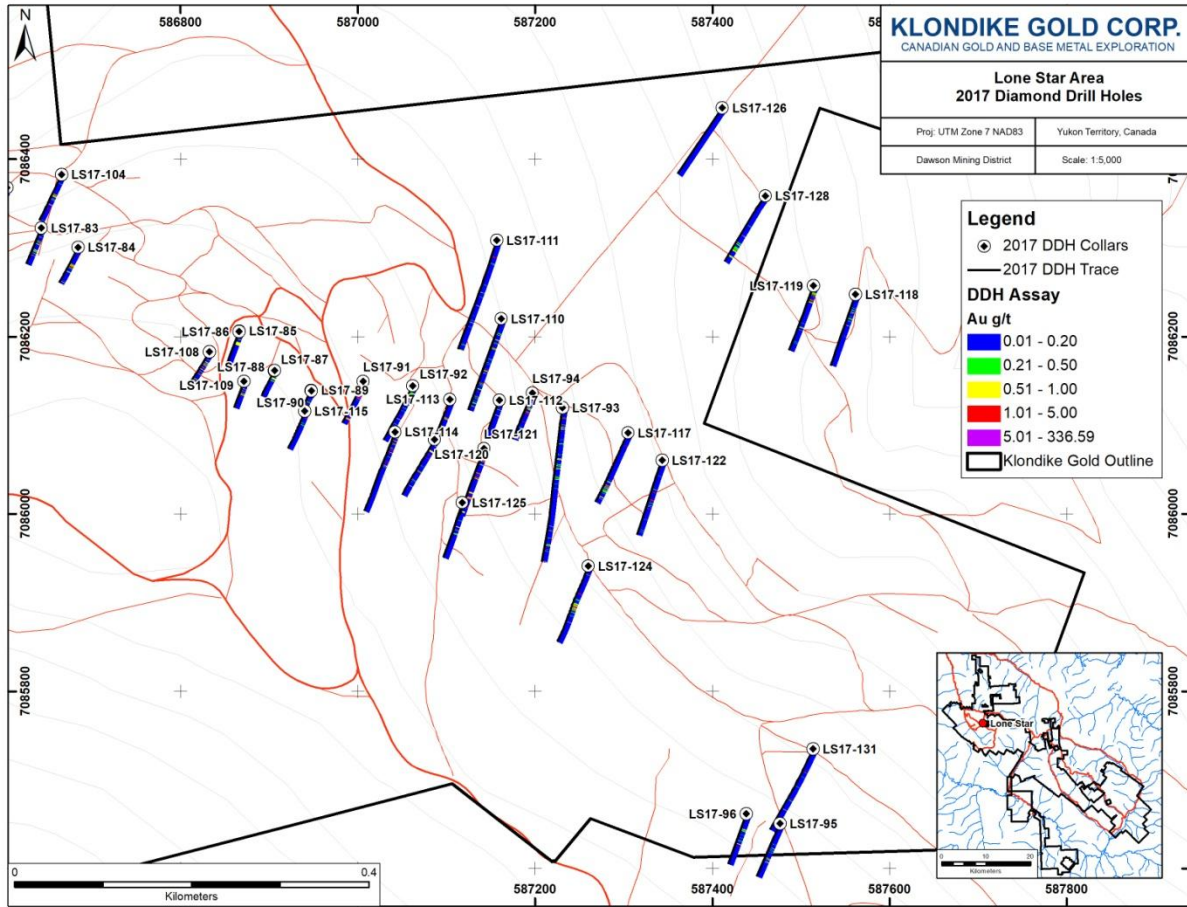 N
586800
587000
587200
587400
KLONDIKE GOLD CORP.
CANADIAN GOLD AND BASE METAL EXPLORATION
Lone Star Area
2017 Diamond Drill Holes
Proj: UTM Zone 7 NAD83
Yukon Territory, Canada
Dawson Mining District
Scale: 1:5,000
7086400
LS17-126
LS17-104
LS17-128
LS17-83
LS17-84
LS17-111
LS17-119
LS17-118
LS17-110
7086200
7086200
LS17-86
LS17-85
LS17-108
LS17-88
LS17-87
LS17-91
LS17-92
LS17-109
LS17-89
LS17-94
LS17-90
LS17-115
LS17-113
LS17-112
LS17-93
LS17-114
LS17-121
LS17-117
LS17-120
LS17-122
LS17-125
7086000
7086000
LS17-124
7085800
7085800
LS17-131
LS17-96
LS17-95
Legend
2017 DDH Collars
2017 DDH Trace
DDH Assay
Au g/t
0.01 - 0.20
0.21 - 0.50
0.51 - 1.00
1.01 - 5.00
5.01 - 336.59
Klondike Gold Outline
Lone Star
0 10 20
Kilometers
0 0.4
Kilometers
587200
587400
587600
587800